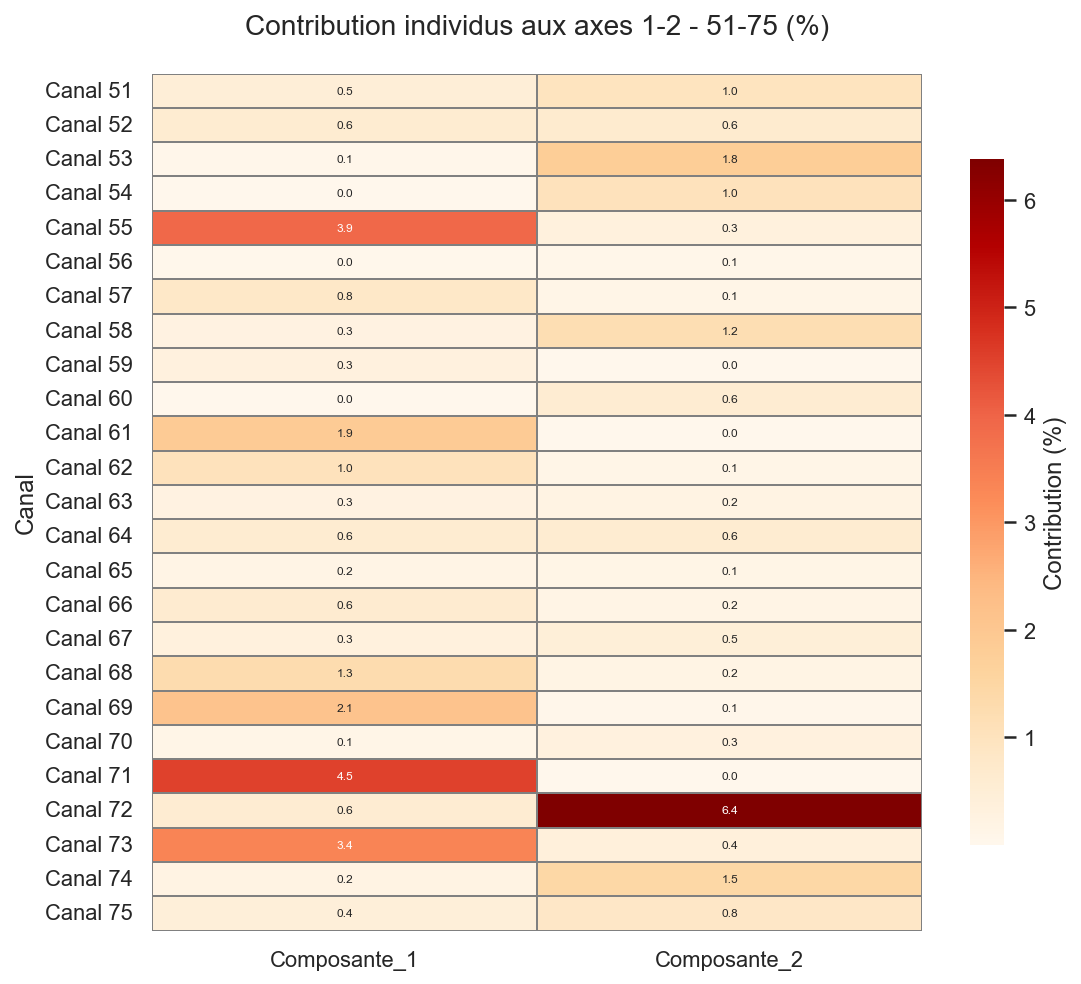 Contribution individus aux axes 1-2 - 51-75 (%)
Canal 51 0.5 1.0
Canal 52 0.6 0.6
Canal 53 0.1 1.8
Canal 54 0.0 1.0
Canal 55 3.9 0.3
Canal 56 0.0 0.1
Canal 57 0.8 0.1
Canal 58 0.3 1.2
Canal 59 0.3 0.0
Canal 60 0.0 0.6
Canal 61 1.9 0.0
Canal 62 1.0 0.1
Canal 63 0.3 0.2
Canal 64 0.6 0.6
Canal 65 0.2 0.1
Canal 66 0.6 0.2
Canal 67 0.3 0.5
Canal 68 1.3 0.2
Canal 69 2.1 0.1
Canal 70 0.1 0.3
Canal 71 4.5 0.0
Canal 72 0.6 6.4
Canal 73 3.4 0.4
Canal 74 0.2 1.5
Canal 75 0.4 0.8
Composante_1 Composante_2
Canal
6
5
4
3
2
1
Contribution (%)